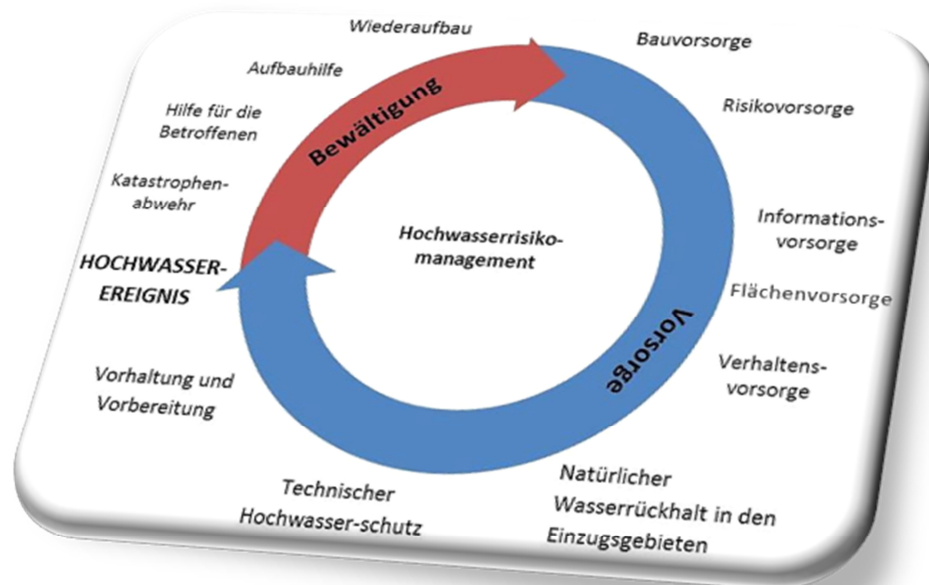 Wiederaufbau
Bauvorsorge
Aufbauhilfe
Risikovorsorge
Hilfe für die
Betroffenen
Bewältigung
Katastrophen-
abwehr
Informations-
vorsorge
Hochwasserrisiko-
management
HOCHWASSER-
EREIGNIS
Flächenvorsorge
Vorsorge
Verhaltens-
vorsorge
Vorhaltung und
Vorbereitung
Technischer
Hochwasser-schutz
Natürlicher
Wasserrückhalt in den
Einzugsgebieten